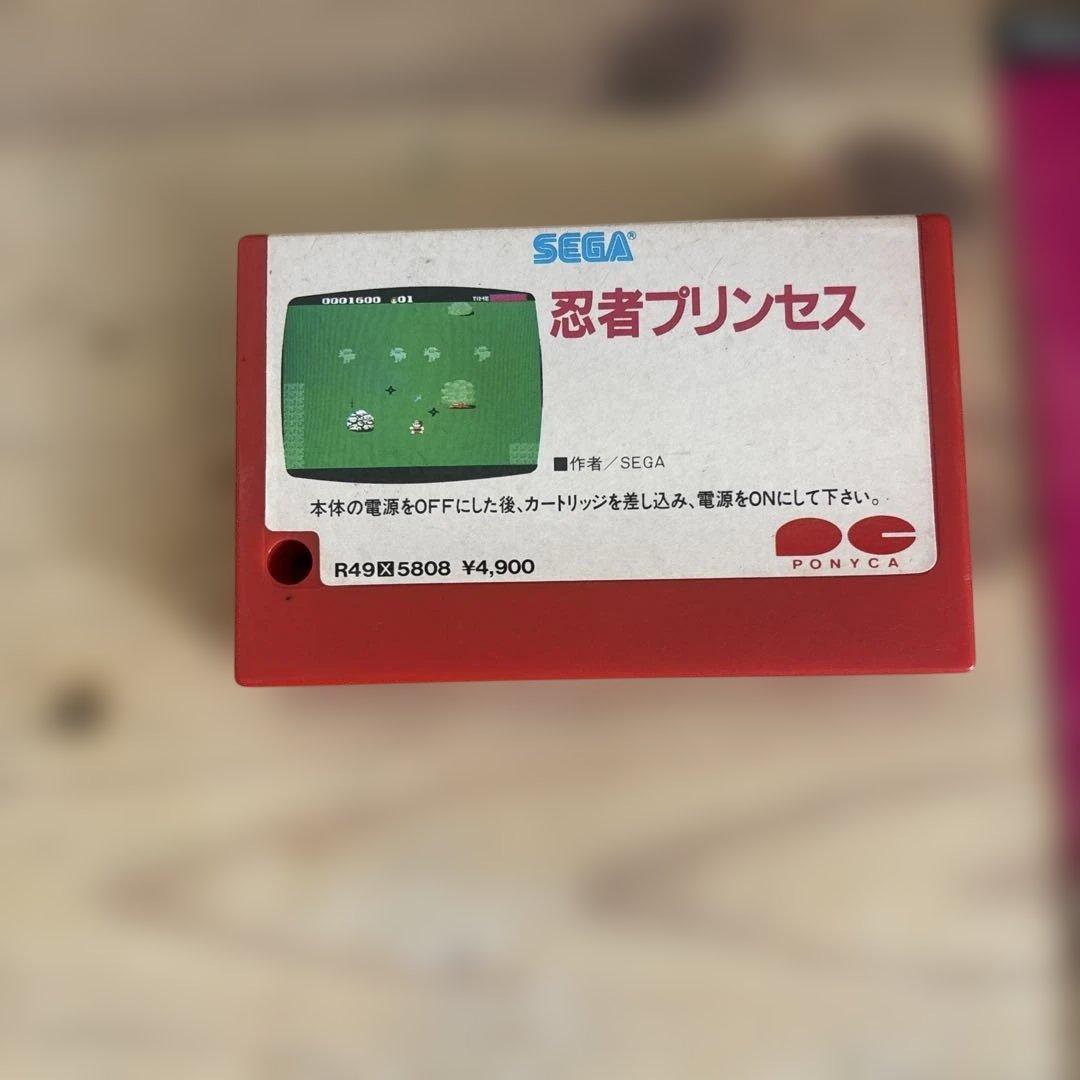 SEGA®
0001600 01 TIME
忍者プリンセス
■作者/SEGA
本体の電源をOFFにした後、カートリッジを差し込み、電源をONにして下さい。
R49X5808 ¥4,900
PC
PONYCA